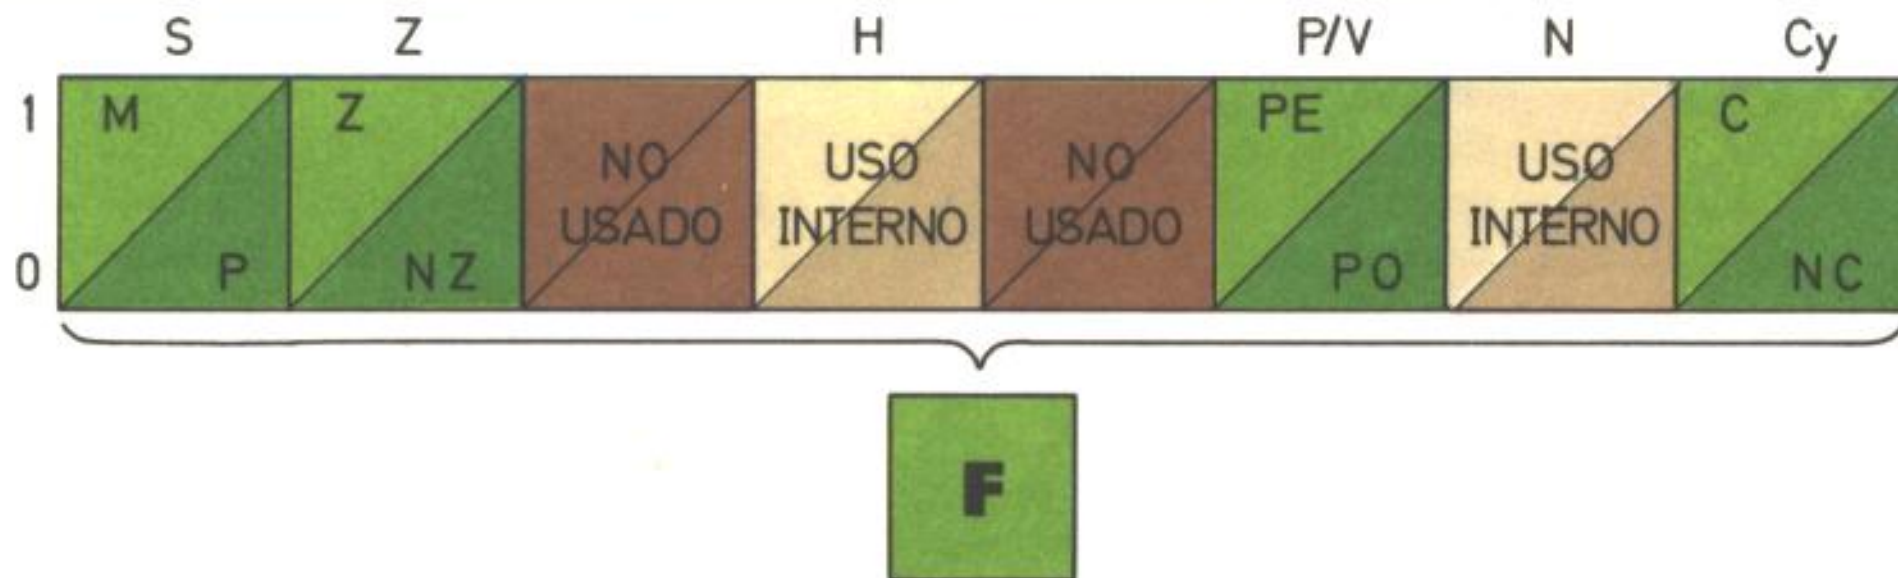 S Z H P/V N Cy
1 M Z PE C
NO USO NO USO
USADO INTERNO USADO INTERNO
0 P NZ PO NC
F